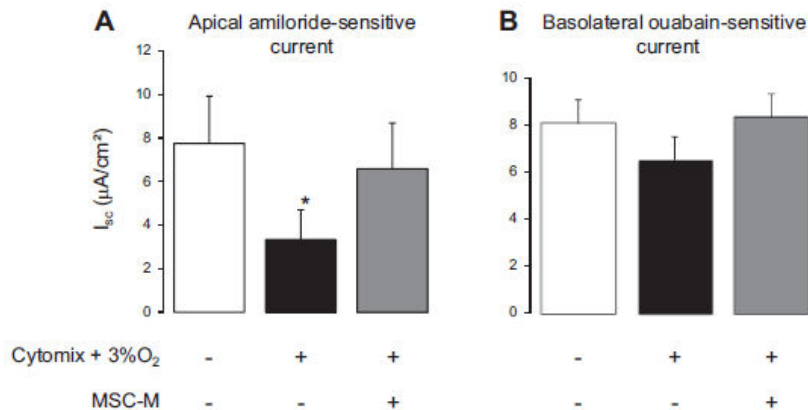 A
Apical amiloride-sensitive
current
12
10
8
6
4
2
0
Isc (µA/cm²)
*
B
Basolateral ouabain-sensitive
current
10
8
6
4
2
0
Cytomix + 3%O₂ - + + - + +
MSC-M - - + - - +